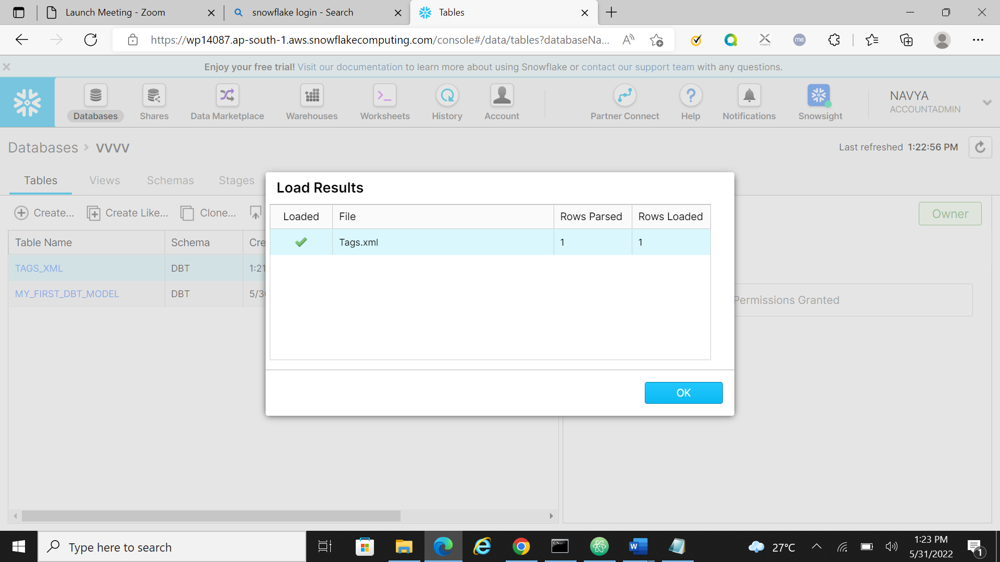 Launch Meeting - Zoom
snowflake login - Search
Tables
https://wp14087.ap-south-1.aws.snowflakecomputing.com/console#/data/tables?databaseNa...
me
Enjoy your free trial! Visit our documentation to learn more about using Snowflake or contact our support team with any questions.
Databases
Shares
Data Marketplace
Warehouses
Worksheets
History
Account
Partner Connect
Help
Notifications
Snowsight
NAVYA
ACCOUNTADMIN
Databases > VVVV
Last refreshed 1:22:56 PM
Tables Views Schemas Stages
Create... Create Like... Clone...
Owner
Table Name Schema Cre
TAGS_XML DBT 1:21
MY_FIRST_DBT_MODEL DBT 5/30
Permissions Granted
Load Results
Loaded File Rows Parsed Rows Loaded
Tags.xml 1 1
OK
Type here to search
27°C
1:23 PM
5/31/2022
1